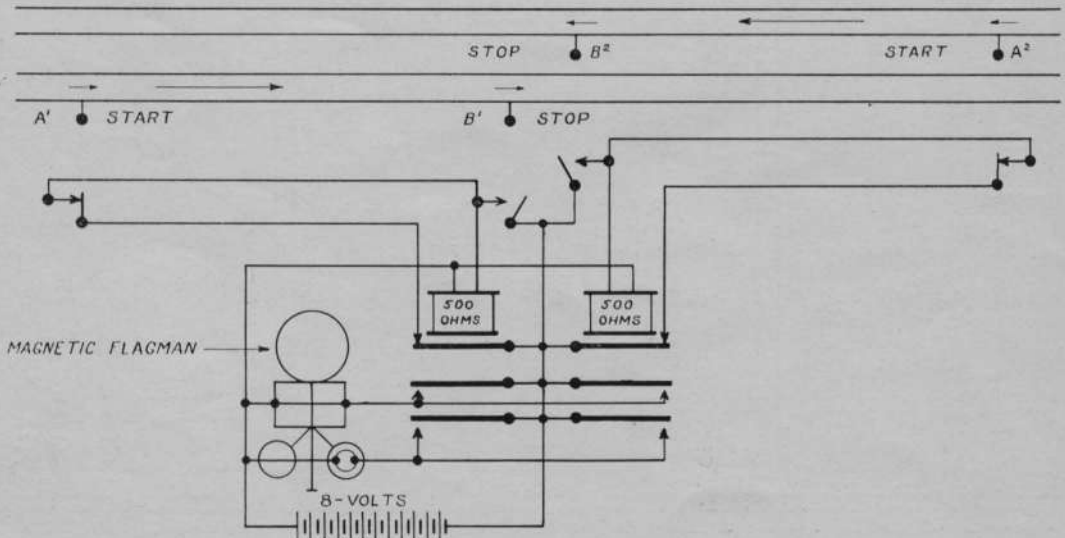 STOP B² START A²
A' START B' STOP
500 OHMS 500 OHMS
MAGNETIC FLAGMAN
8-VOLTS